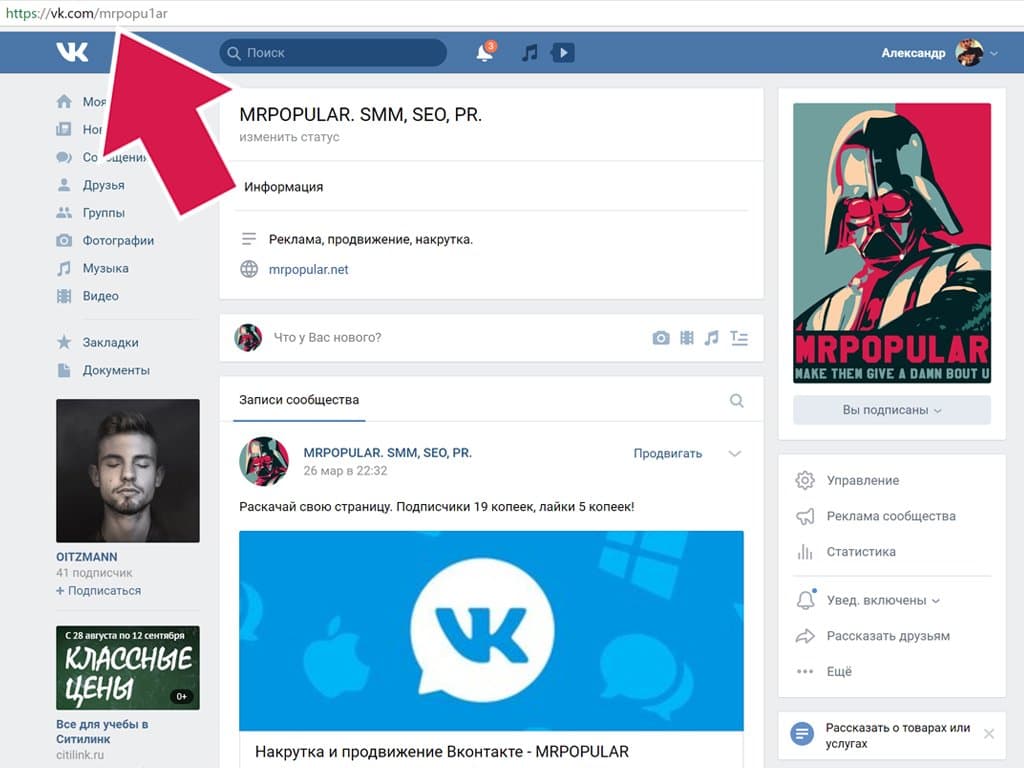 https://vk.com/mrpopu1ar
Поиск
3
Александр
Друзья
Группы
Фотографии
Музыка
Видео
Закладки
Документы
OITZMANN
41 подписчик
+ Подписаться
С 28 августа по 12 сентября
КЛАССНЫЕ
ЦЕНЫ
0+
Все для учебы в
Ситилинк
citilink.ru
MRPOPULAR. SMM, SEO, PR.
изменить статус
Информация
Реклама, продвижение, накрутка.
mrpopular.net
Что у Вас нового?
Записи сообщества
MRPOPULAR. SMM, SEO, PR.
26 мар в 22:32
Продвигать
Раскачай свою страницу. Подписчики 19 копеек, лайки 5 копеек!
Накрутка и продвижение Вконтакте - MRPOPULAR
MRPOPULAR
MAKE THEM GIVE A DAMN BOUT U
Вы подписаны
Управление
Реклама сообщества
Статистика
Увед. включены
Рассказать друзьям
Ещё
Рассказать о товарах или
услугах